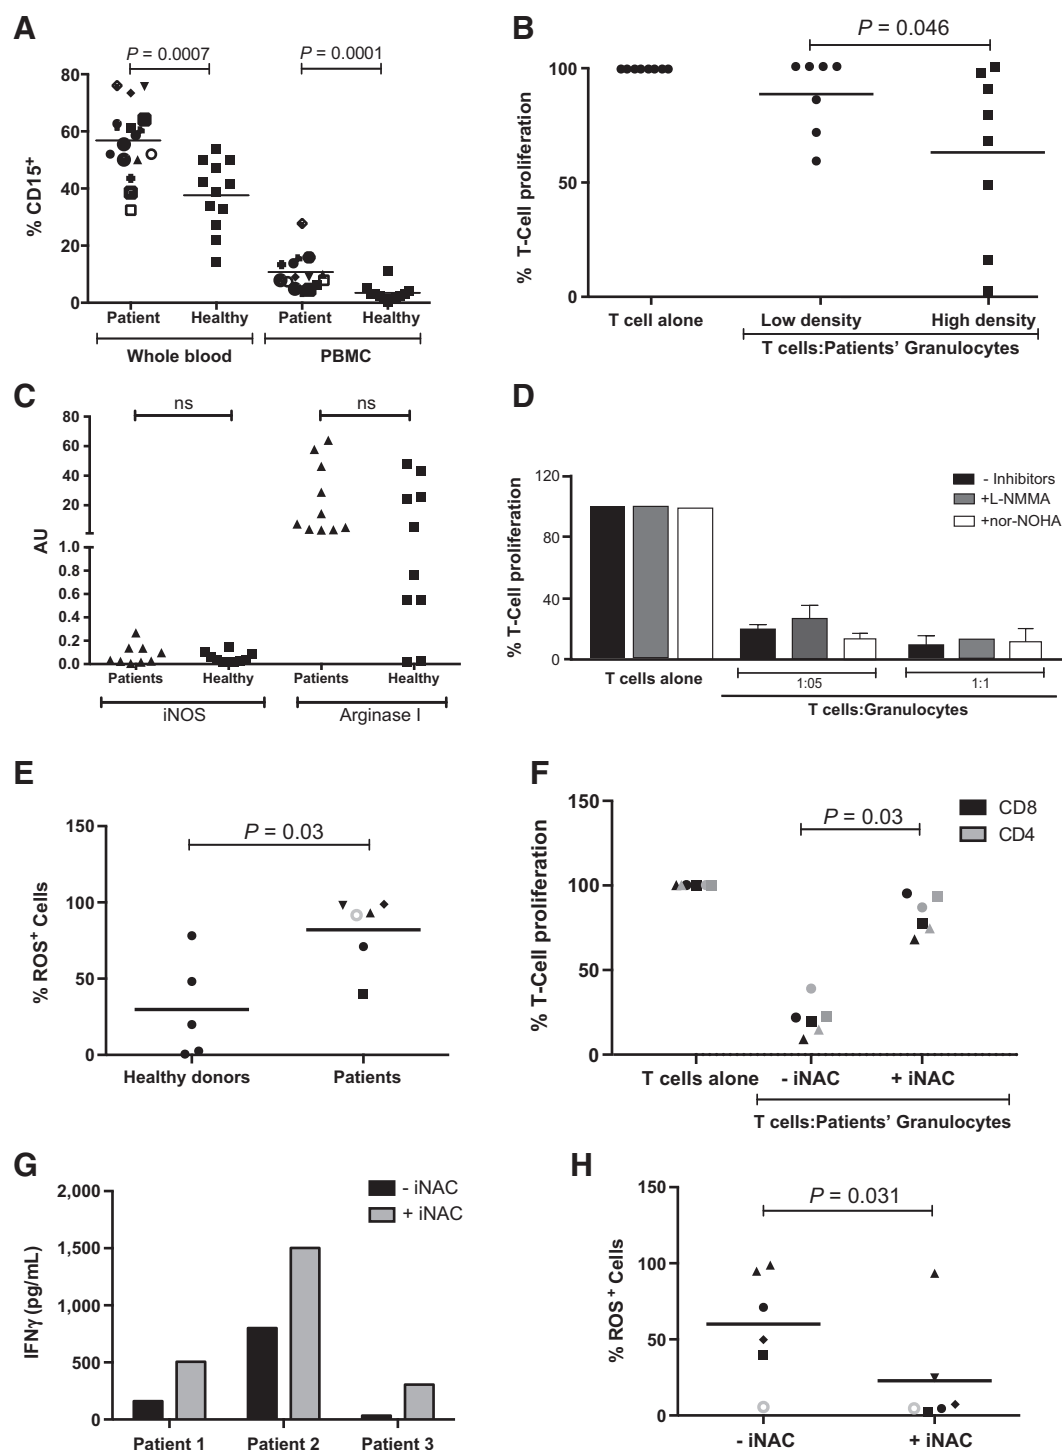 A
P = 0.0007
P = 0.0001
80
60
40
20
0
% CD15+
Patient
Healthy
Patient
Healthy
Whole blood
PBMC
B
P = 0.046
100
50
0
% T-Cell proliferation
T cell alone
Low density
High density
T cells:Patients' Granulocytes
C
ns
ns
80
60
40
20
1.0
0.8
0.6
0.4
0.2
0.0
AU
Patients
Healthy
Patients
Healthy
iNOS
Arginase I
D
120
80
40
0
% T-Cell proliferation
- Inhibitors
+L-NMMA
+nor-NOHA
T cells alone
1:05
1:1
T cells:Granulocytes
E
P = 0.03
150
100
50
0
% ROS+ Cells
Healthy donors
Patients
F
150
100
50
0
% T-Cell proliferation
P = 0.03
CD8
CD4
T cells alone
- iNAC
+ iNAC
T cells:Patients' Granulocytes
G
2,000
1,500
1,000
500
0
IFNγ (pg/mL)
- iNAC
+ iNAC
Patient 1
Patient 2
Patient 3
H
P = 0.031
150
100
50
0
% ROS+ Cells
- iNAC
+ iNAC